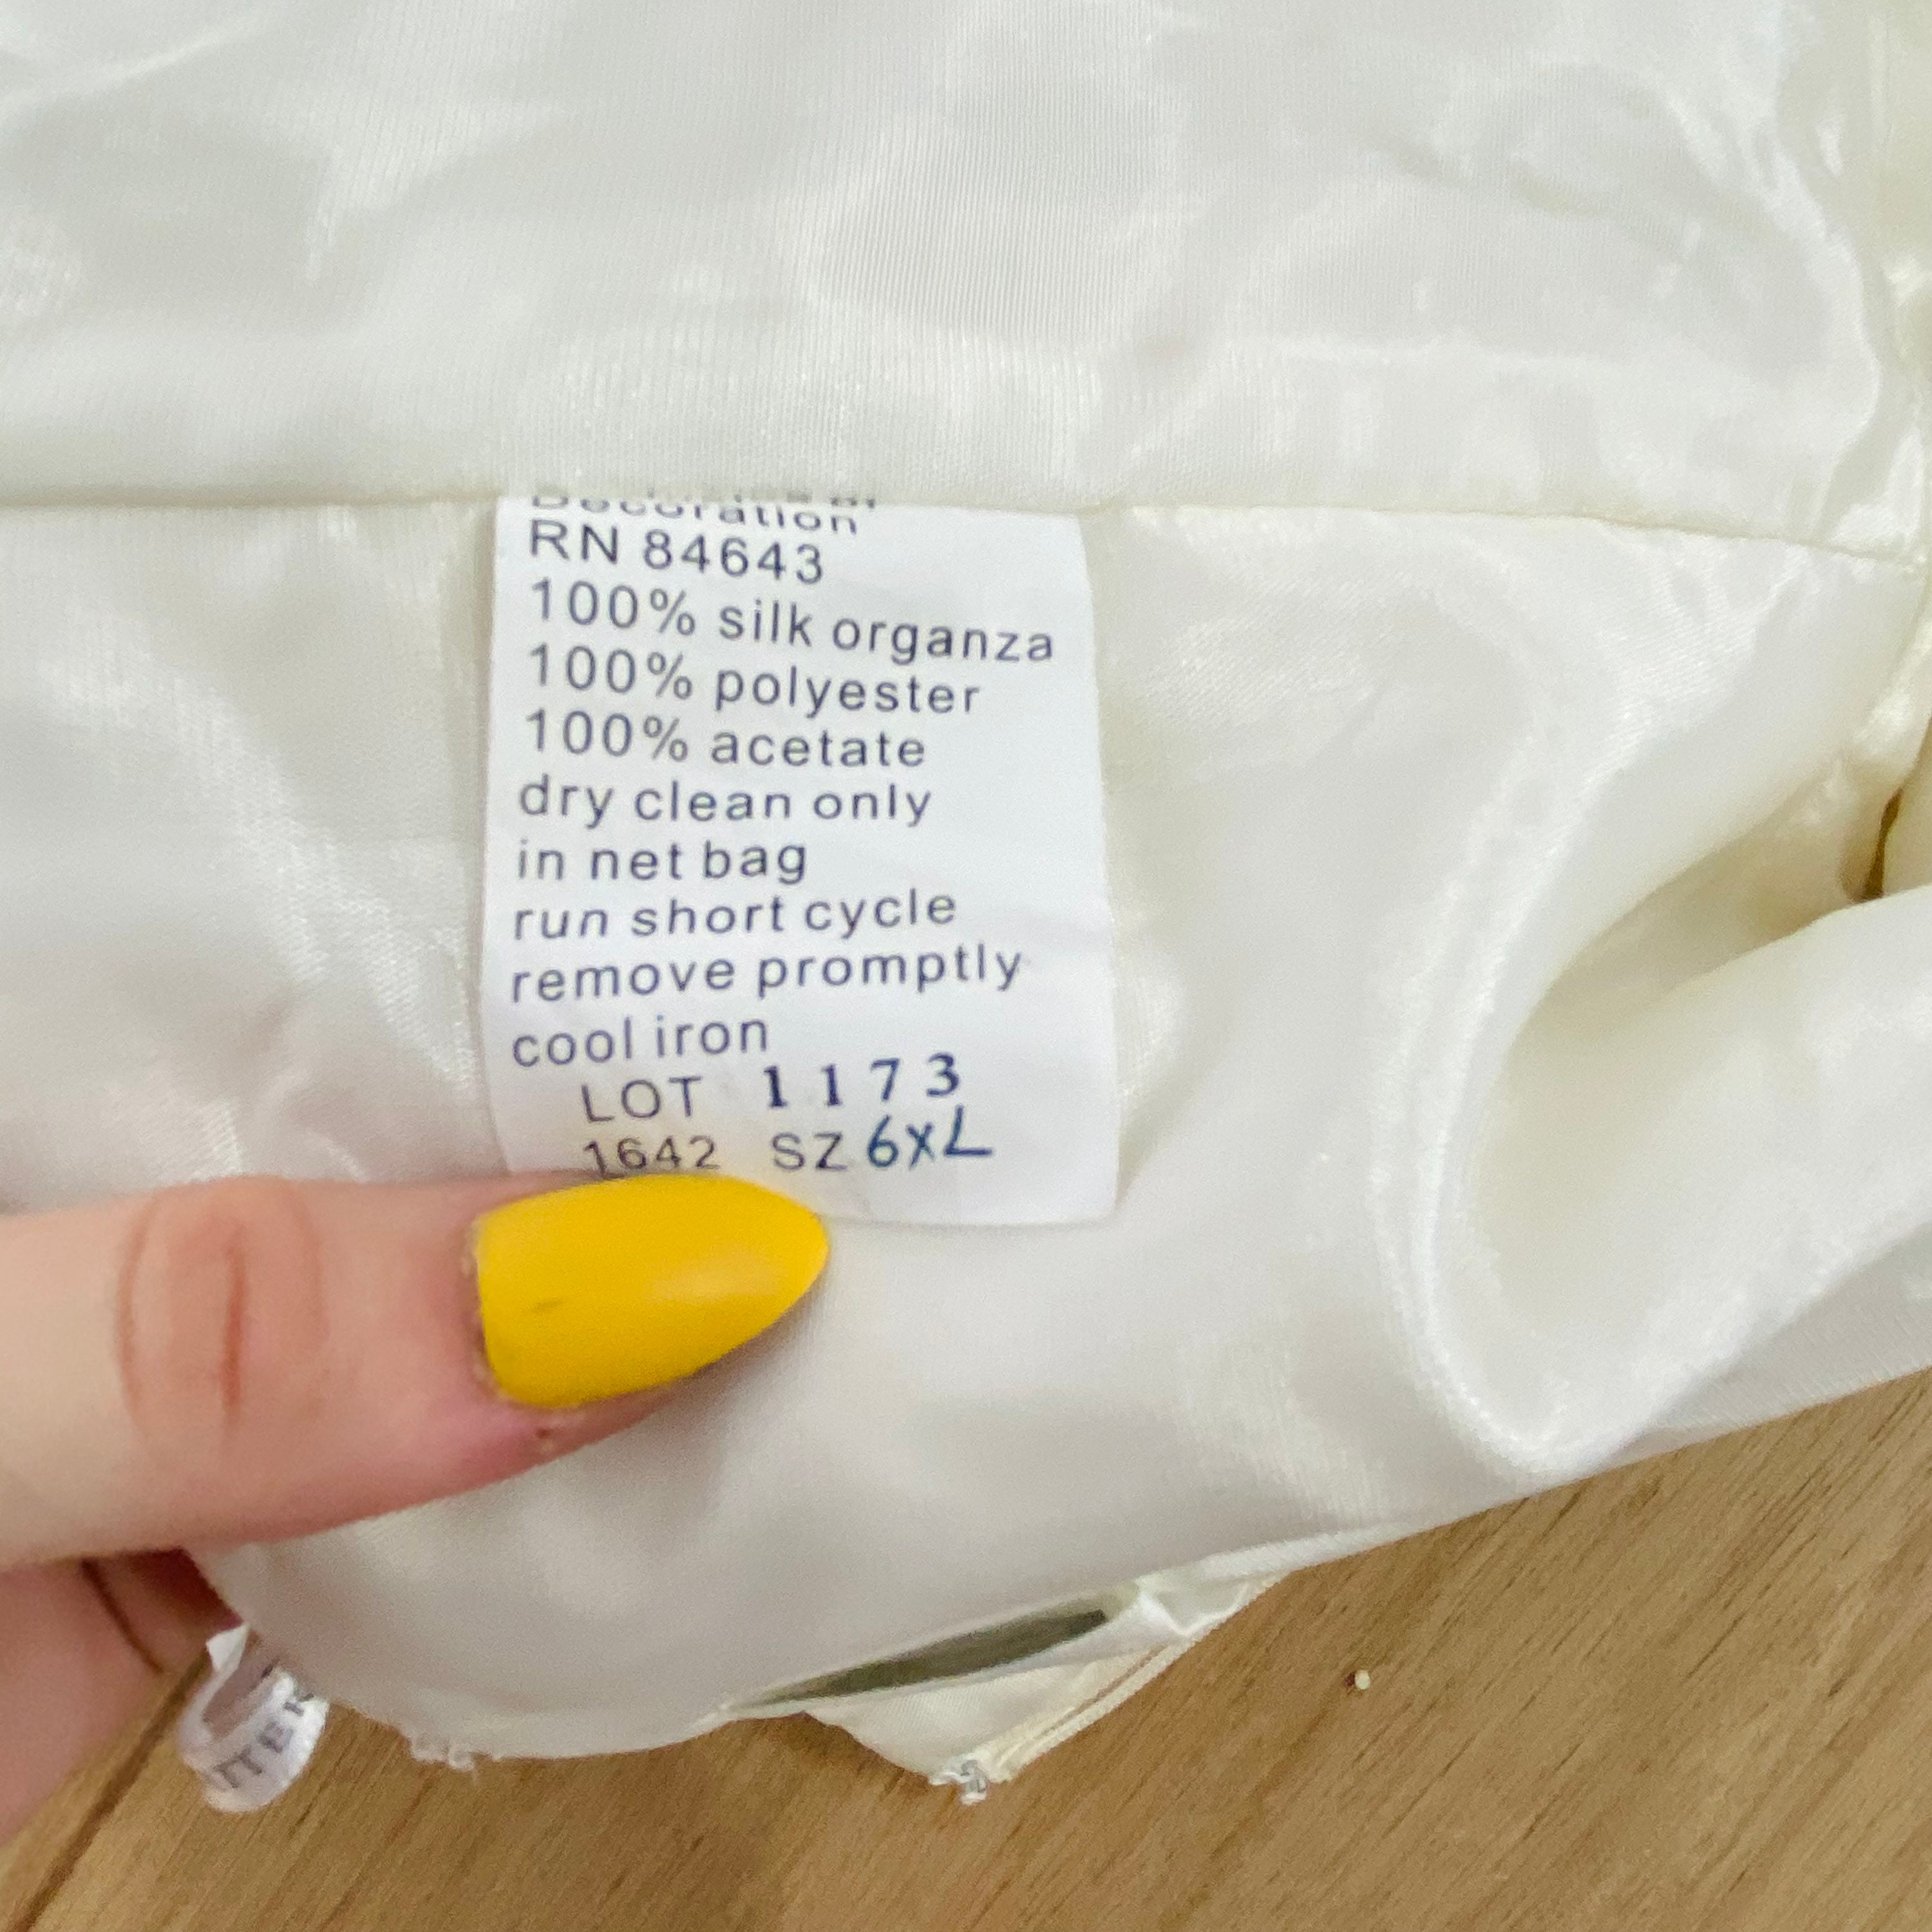 Decoration
RN 84643
100% silk organza
100% polyester
100% acetate
dry clean only
in net bag
run short cycle
remove promptly
cool iron
LOT 1173
1642 SZ 6xL